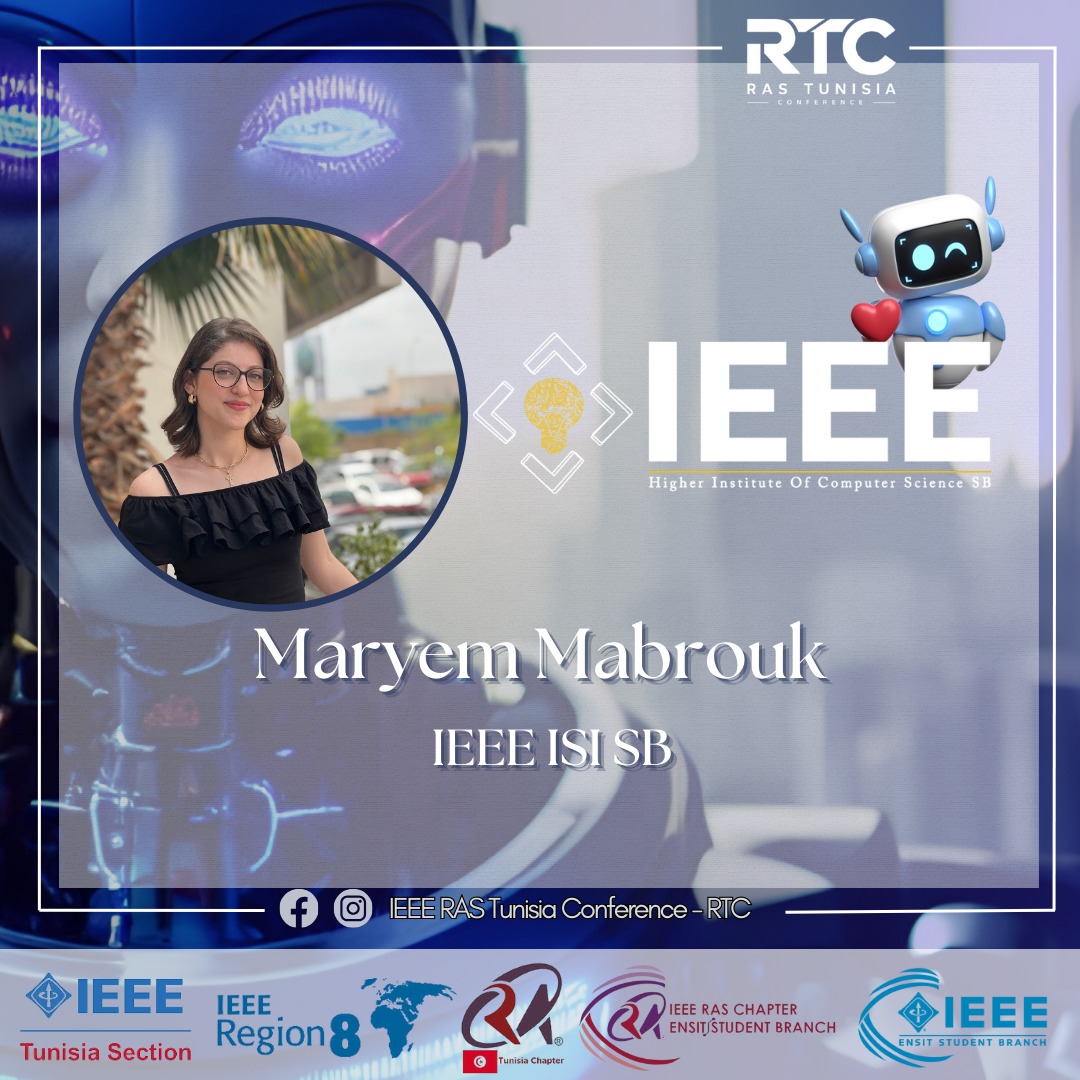 RTC
RAS TUNISIA
CONFERENCE
IEEE
Higher Institute Of Computer Science SB
Maryem Mabrouk
IEEE ISI SB
IEEE RAS Tunisia Conference - RTC
IEEE
Tunisia Section
IEEE
Region 8
RA ®
Tunisia Chapter
RA
IEEE RAS CHAPTER
ENSIT STUDENT BRANCH
IEEE
ENSIT STUDENT BRANCH